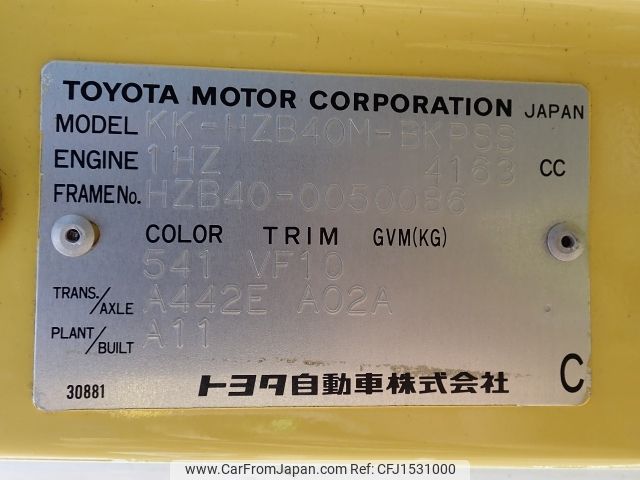 TOYOTA MOTOR CORPORATION JAPAN
MODEL KK-HZB40M-BKPSS
ENGINE 1HZ 4163 CC
FRAME No. HZB40-0050086
COLOR TRIM GVM(KG)
541 VF10
TRANS./AXLE A442E A02A
PLANT/BUILT A11
30881 トヨタ自動車株式会社 C
www.CarFromJapan.com ©CarFromJapan CFJ1531000